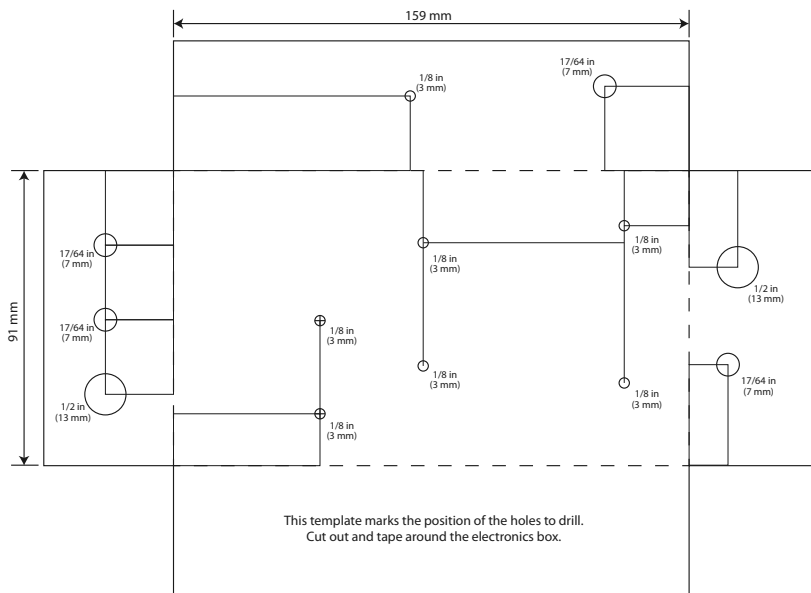 159 mm
17/64 in
(7 mm)
1/8 in
(3 mm)
91 mm
17/64 in
(7 mm)
1/8 in
(3 mm)
1/8 in
(3 mm)
1/2 in
(13 mm)
17/64 in
(7 mm)
1/8 in
(3 mm)
1/8 in
(3 mm)
17/64 in
(7 mm)
1/8 in
(3 mm)
1/2 in
(13 mm)
1/8 in
(3 mm)
This template marks the position of the holes to drill.
Cut out and tape around the electronics box.